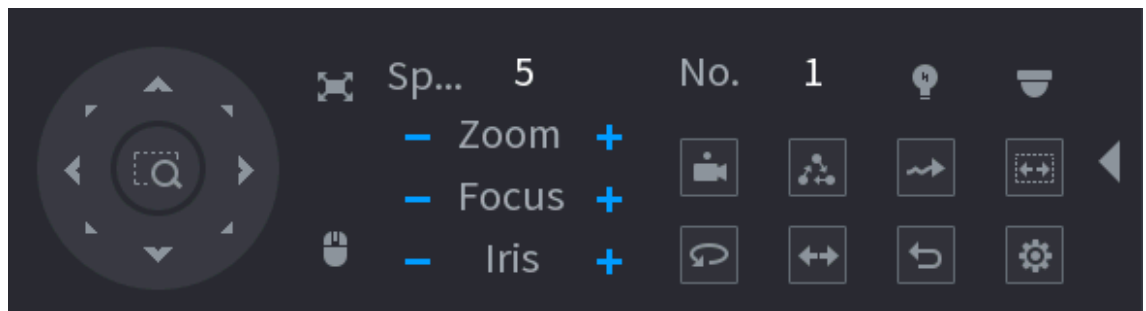 Sp... 5 No. 1
− Zoom +
− Focus +
− Iris +